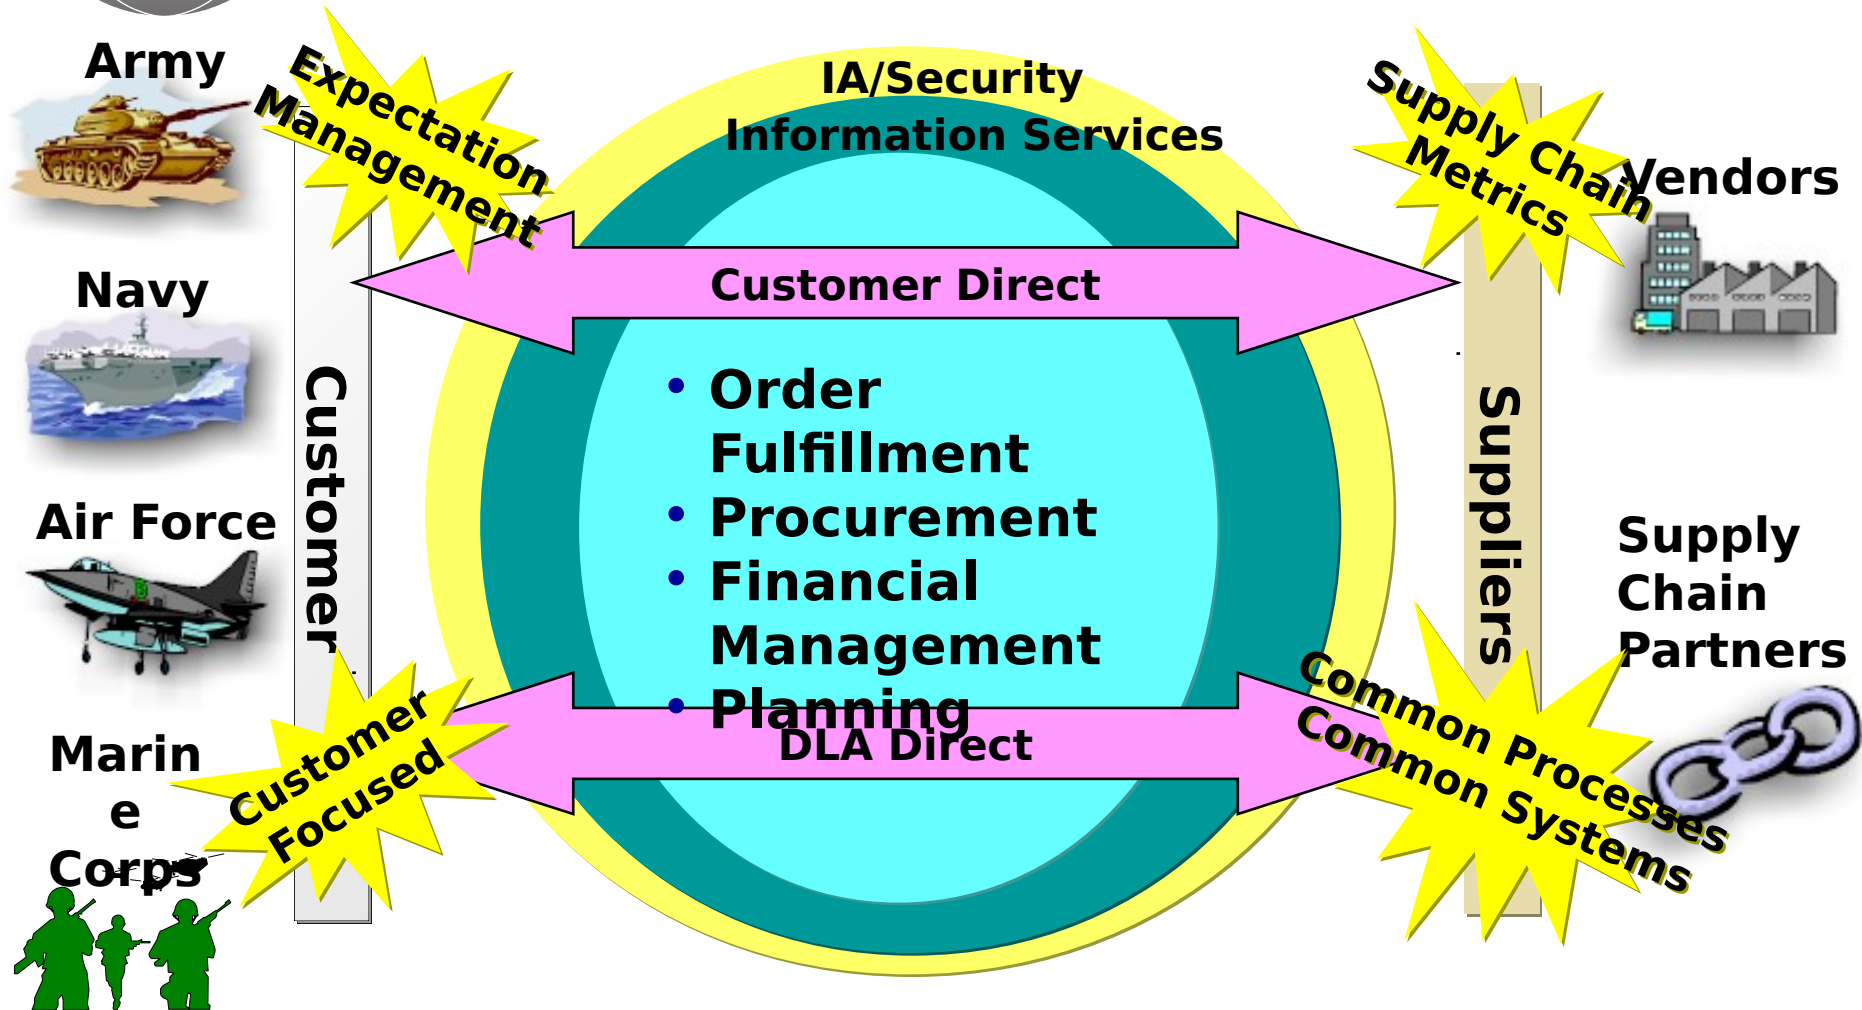 Army
Navy
Air Force
Marin
e
Corps
Expectation
Management
Customer
Customer
Focused
IA/Security
Information Services
Customer Direct
• Order
Fulfillment
• Procurement
• Financial
Management
• Planning
DLA Direct
Supply Chain
Metrics
Suppliers
Common Processes
Common Systems
Vendors
Supply
Chain
Partners